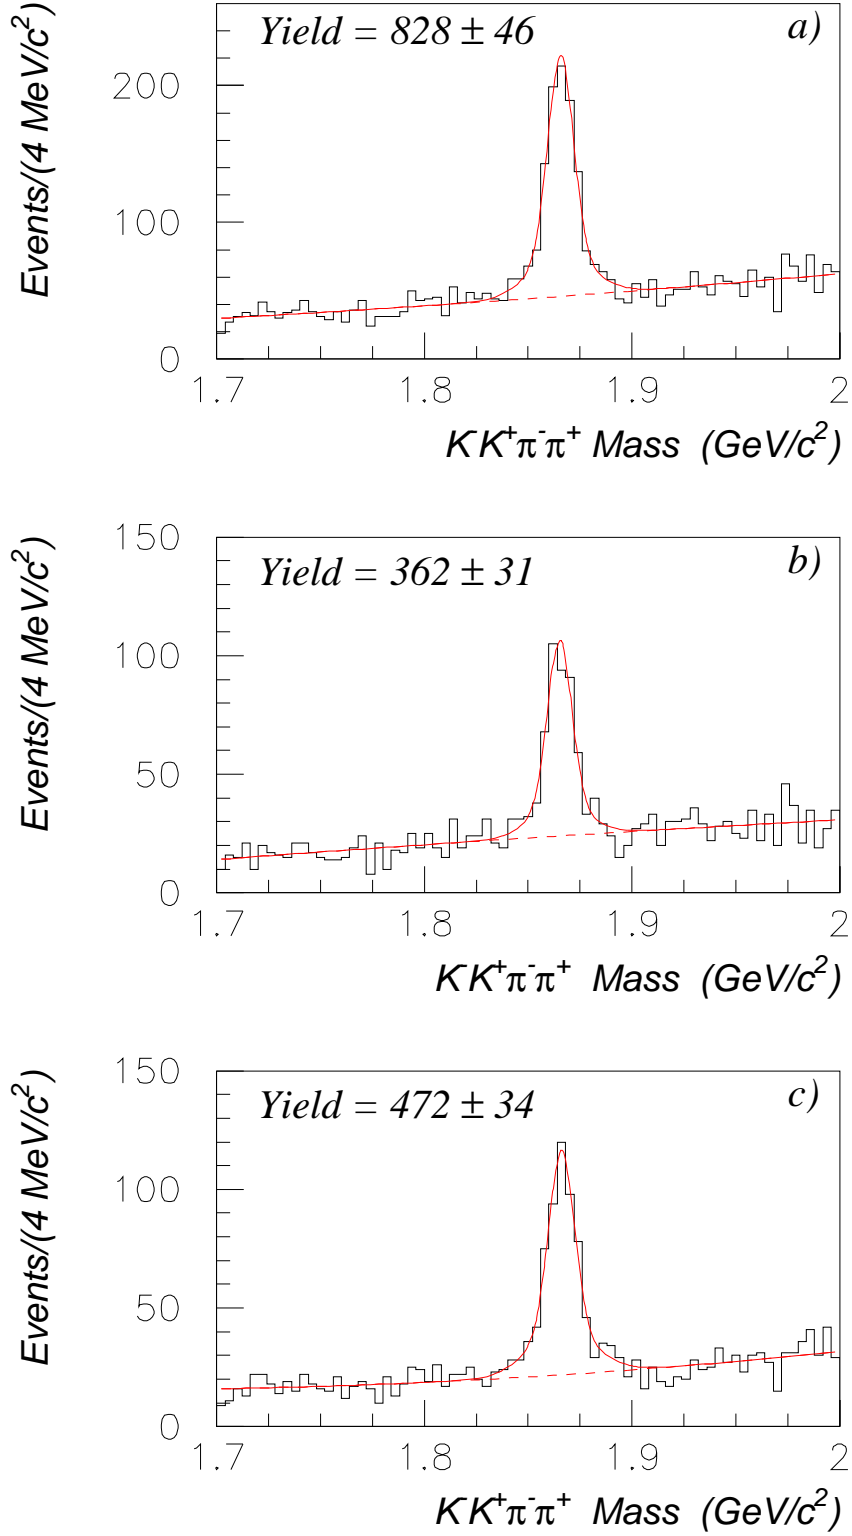 Yield = 828 ± 46
a)
Events/(4 MeV/c²)
200
100
0
1.7 1.8 1.9 2
K⁻K⁺π⁻π⁺ Mass (GeV/c²)
150
Yield = 362 ± 31
b)
Events/(4 MeV/c²)
100
50
0
1.7 1.8 1.9 2
K⁻K⁺π⁻π⁺ Mass (GeV/c²)
150
Yield = 472 ± 34
c)
Events/(4 MeV/c²)
100
50
0
1.7 1.8 1.9 2
K⁻K⁺π⁻π⁺ Mass (GeV/c²)